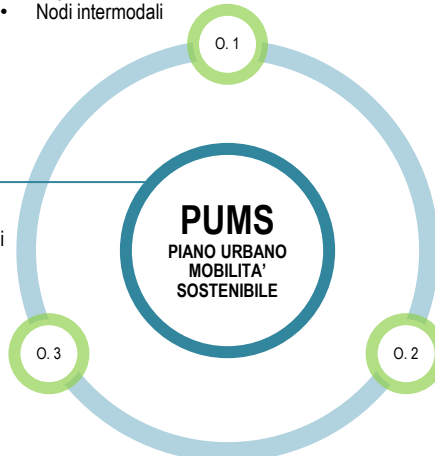 • Nodi intermodali
O. 1
i
PUMS
PIANO URBANO
MOBILITA'
SOSTENIBILE
O. 3
O. 2